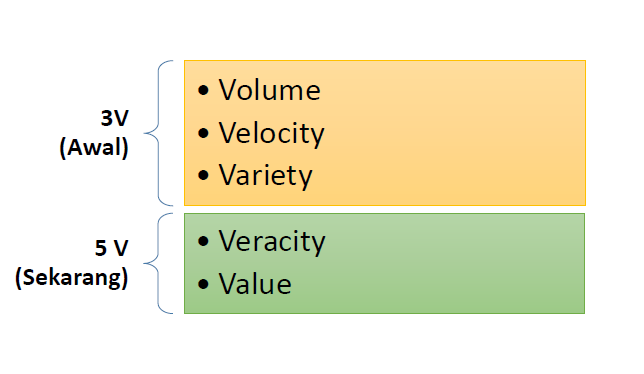 3V
(Awal)
• Volume
• Velocity
• Variety
5 V
(Sekarang)
• Veracity
• Value